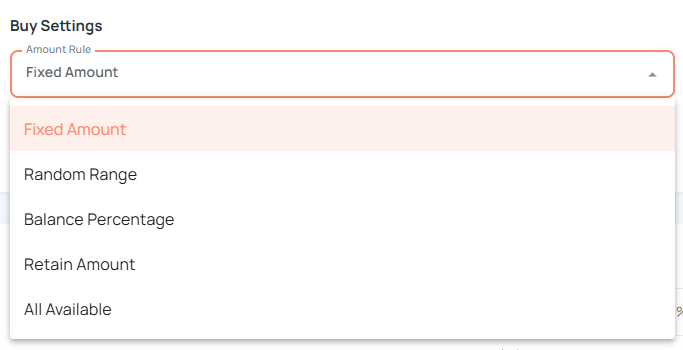 Buy Settings
Amount Rule
Fixed Amount
Fixed Amount
Random Range
Balance Percentage
Retain Amount
All Available
%